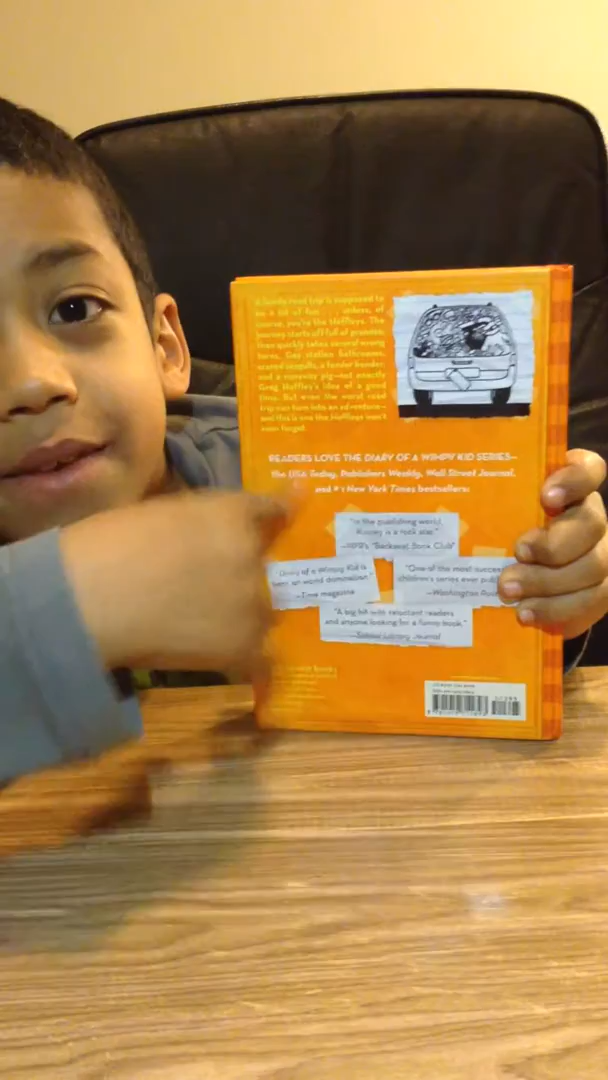 A family road trip is supposed to
be a lot of fun . . . unless, of
course, you're the Heffleys. The
journey starts off full of promise,
then quickly takes several wrong
turns. Gas station bathrooms,
crazed seagulls, a fender bender,
and a runaway pig—not exactly
Greg Heffley's idea of a good
time. But even the worst road
trip can turn into an adventure—
and this is one the Heffleys won't
soon forget.
READERS LOVE THE DIARY OF A WIMPY KID SERIES—
The USA Today, Publishers Weekly, Wall Street Journal,
and #1 New York Times bestsellers:
"In the publishing world,
Kinney is a rock star."
—NPR's "Backseat Book Club"
"Diary of a Wimpy Kid is
world domination."
—Time magazine
"One of the most success
children's series ever publ
—Washington Pos
"A big hit with reluctant readers
and anyone looking for a funny book."
—School Library Journal
books